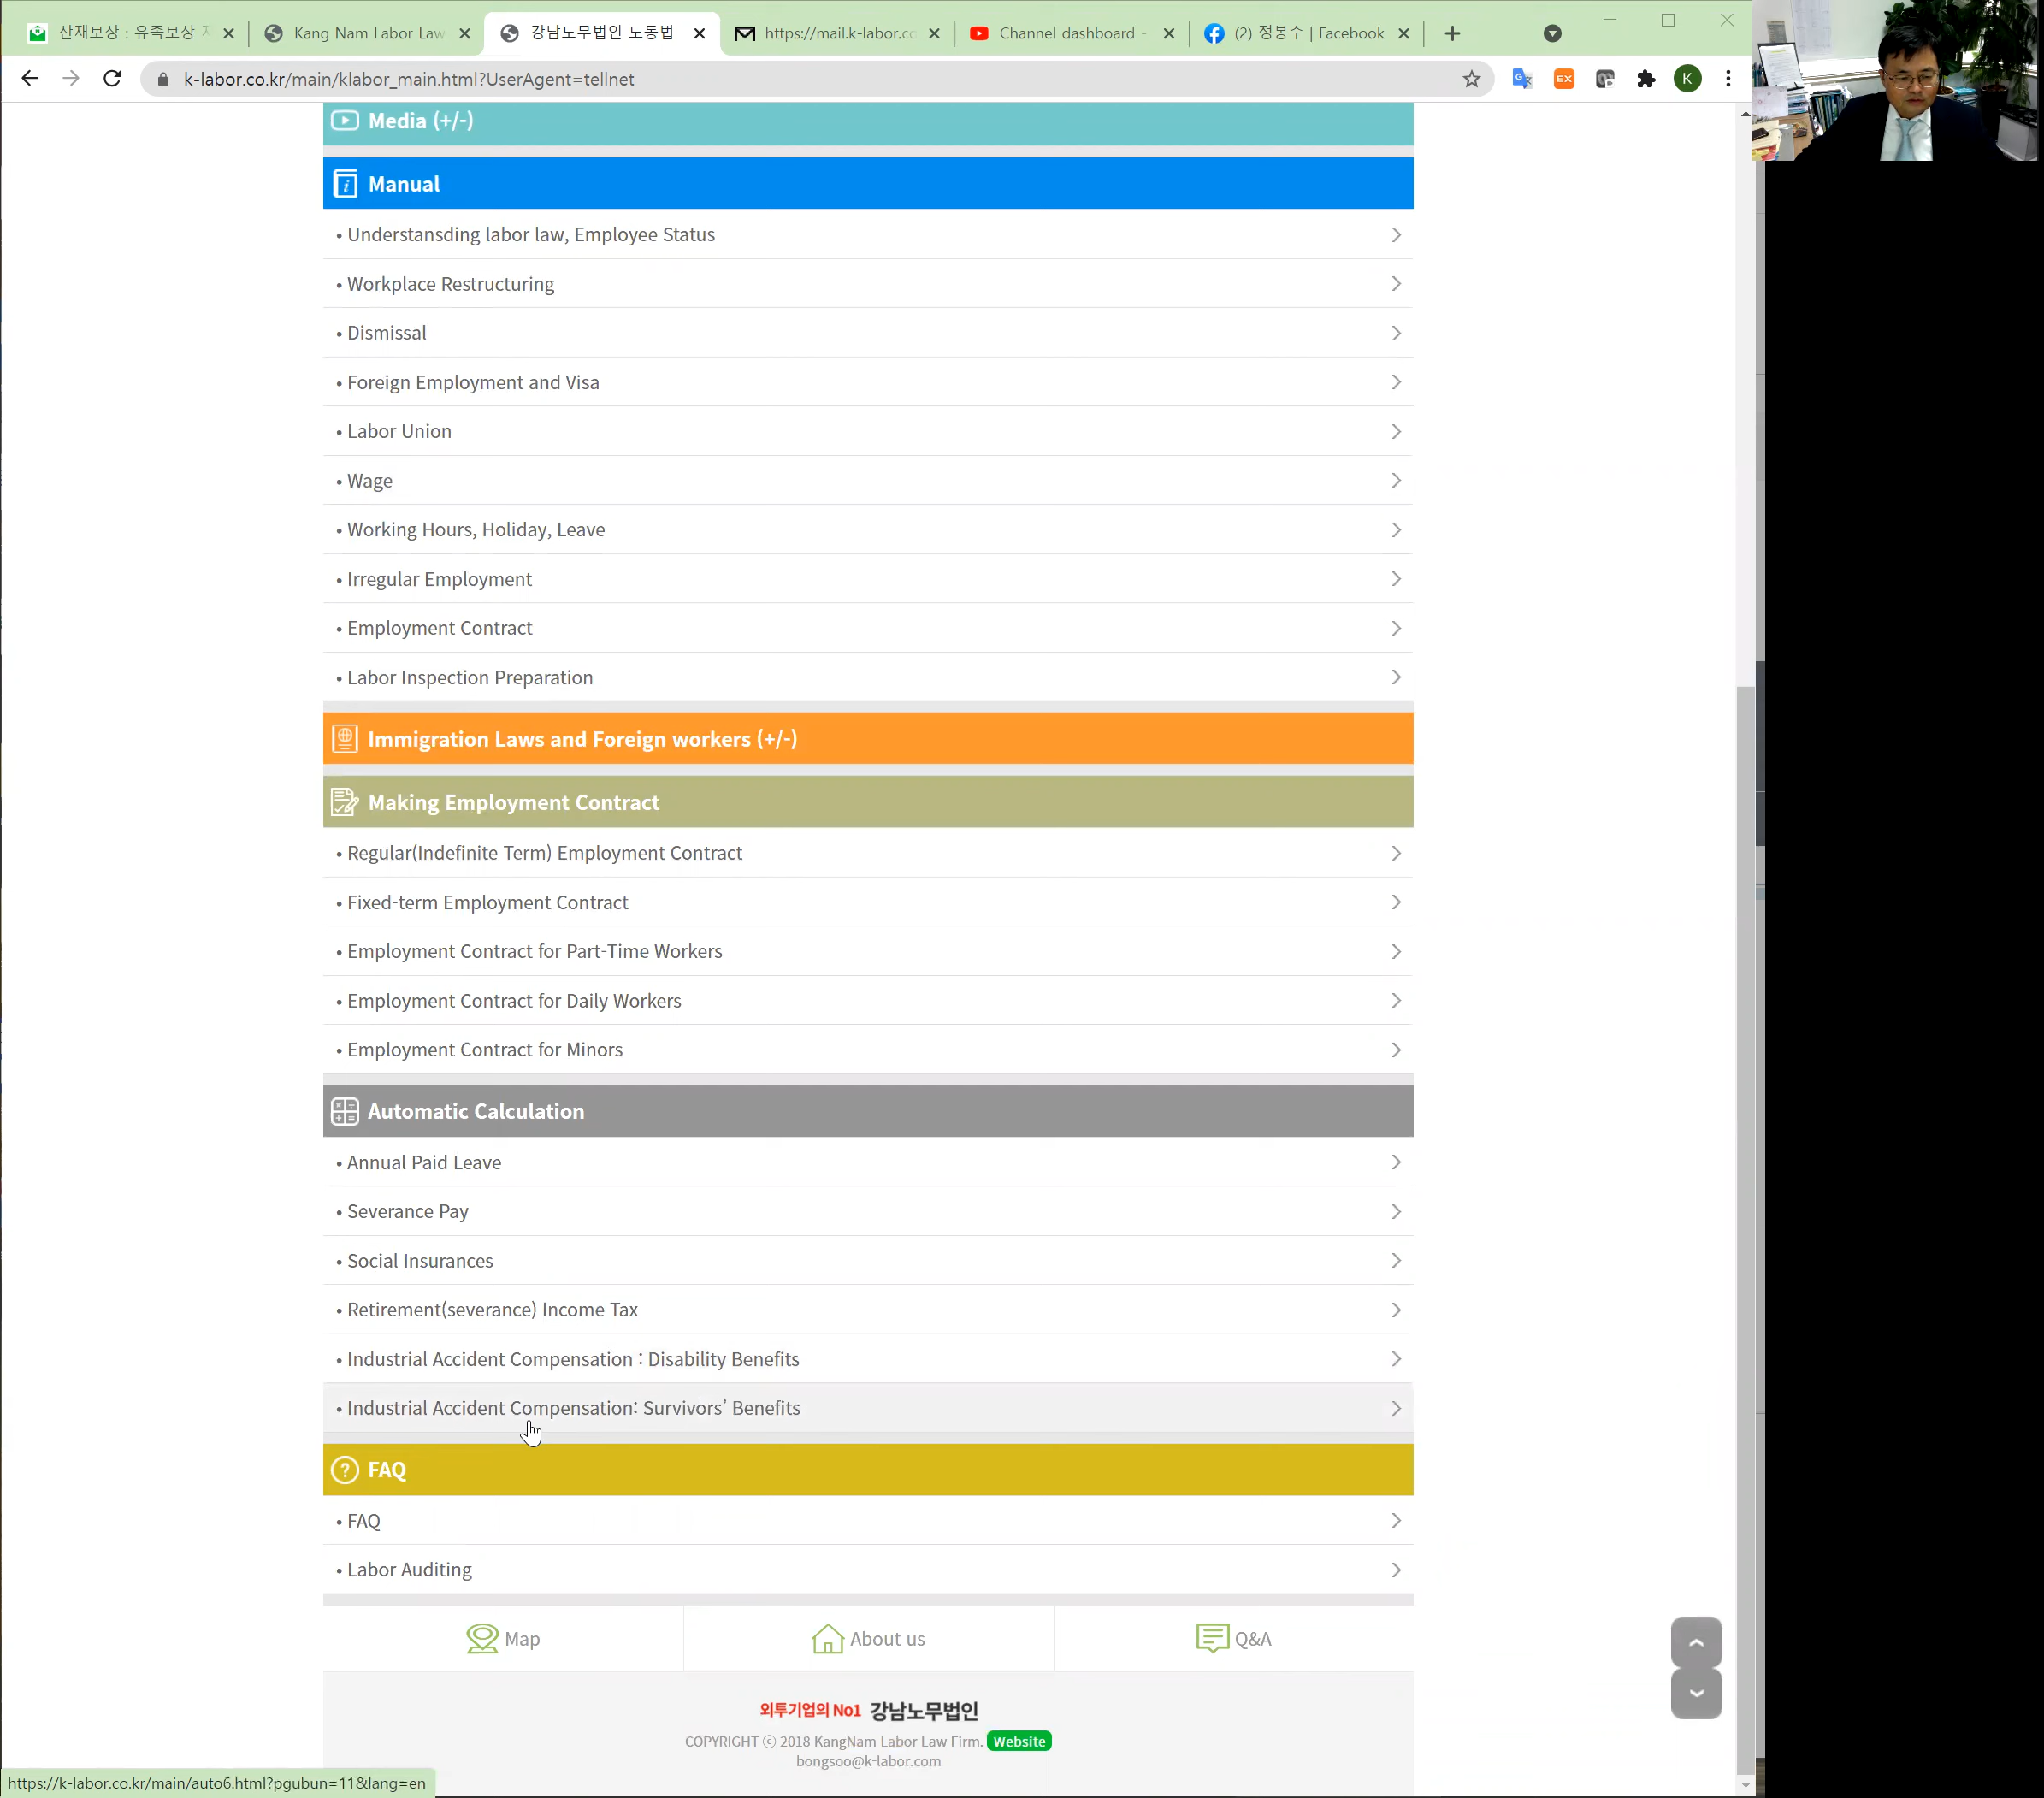 산재보상 : 유족보상
Kang Nam Labor Law
강남노무법인 노동법
https://mail.k-labor.cc
Channel dashboard -
(2) 정봉수 | Facebook
k-labor.co.kr/main/klabor_main.html?UserAgent=tellnet
EX
K
Media (+/-)
Manual
• Understansding labor law, Employee Status
• Workplace Restructuring
• Dismissal
• Foreign Employment and Visa
• Labor Union
• Wage
• Working Hours, Holiday, Leave
• Irregular Employment
• Employment Contract
• Labor Inspection Preparation
Immigration Laws and Foreign workers (+/-)
Making Employment Contract
• Regular(Indefinite Term) Employment Contract
• Fixed-term Employment Contract
• Employment Contract for Part-Time Workers
• Employment Contract for Daily Workers
• Employment Contract for Minors
Automatic Calculation
• Annual Paid Leave
• Severance Pay
• Social Insurances
• Retirement(severance) Income Tax
• Industrial Accident Compensation : Disability Benefits
• Industrial Accident Compensation: Survivors’ Benefits
FAQ
• FAQ
• Labor Auditing
Map
About us
Q&A
외투기업의 No1 강남노무법인
COPYRIGHT ⓒ 2018 KangNam Labor Law Firm. Website
bongsoo@k-labor.com
https://k-labor.co.kr/main/auto6.html?pgubun=11&lang=en